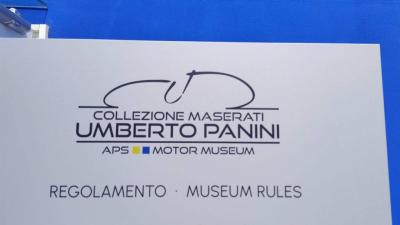 COLLEZIONE MASERATI
UMBERTO PANINI
APS MOTOR MUSEUM
REGOLAMENTO · MUSEUM RULES